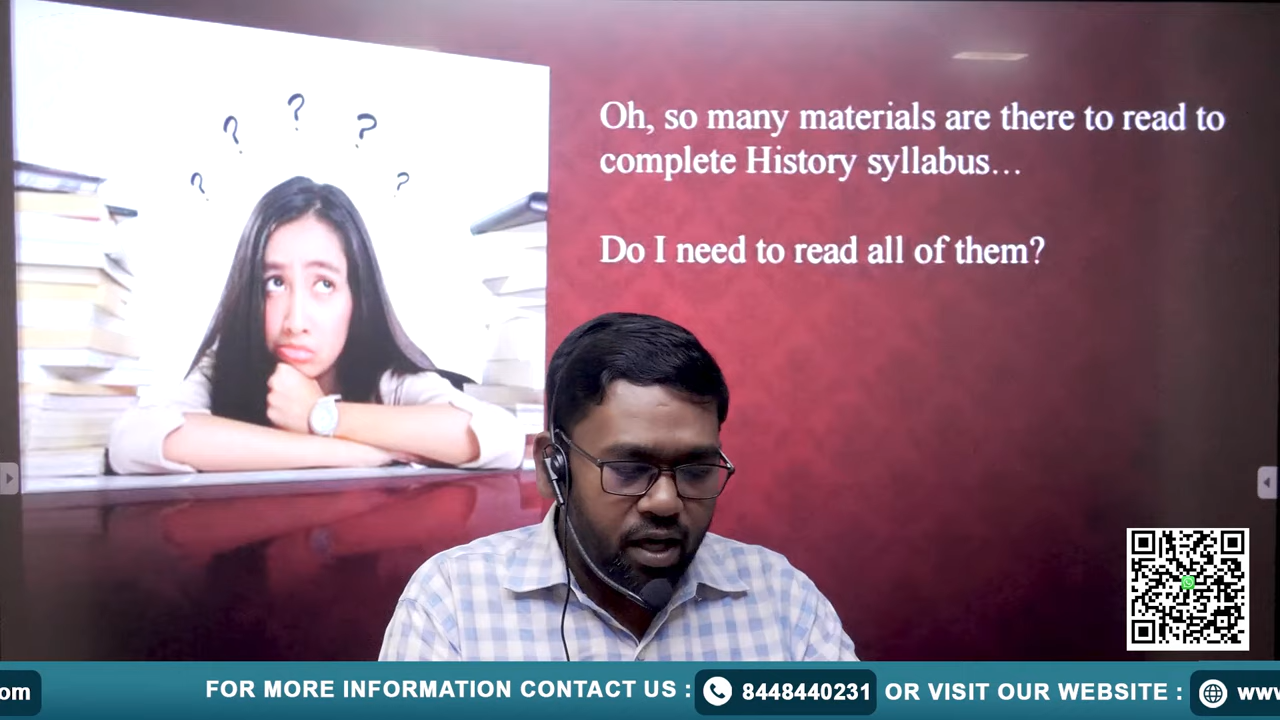 ? ? ? ? ?
Oh, so many materials are there to read to
complete History syllabus...
Do I need to read all of them?
om
FOR MORE INFORMATION CONTACT US : 8448440231 OR VISIT OUR WEBSITE : www